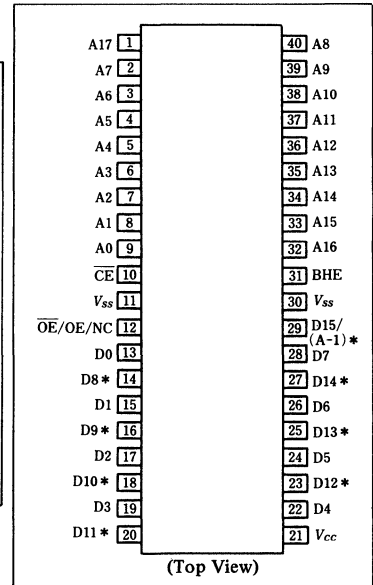 A17 1
A7 2
A6 3
A5 4
A4 5
A3 6
A2 7
A1 8
A0 9
CE 10
Vss 11
OE/OE/NC 12
D0 13
D8* 14
D1 15
D9* 16
D2 17
D10* 18
D3 19
D11* 20
40 A8
39 A9
38 A10
37 A11
36 A12
35 A13
34 A14
33 A15
32 A16
31 BHE
30 Vss
29 D15/
(A-1)*
28 D7
27 D14*
26 D6
25 D13*
24 D5
23 D12*
22 D4
21 Vcc
(Top View)